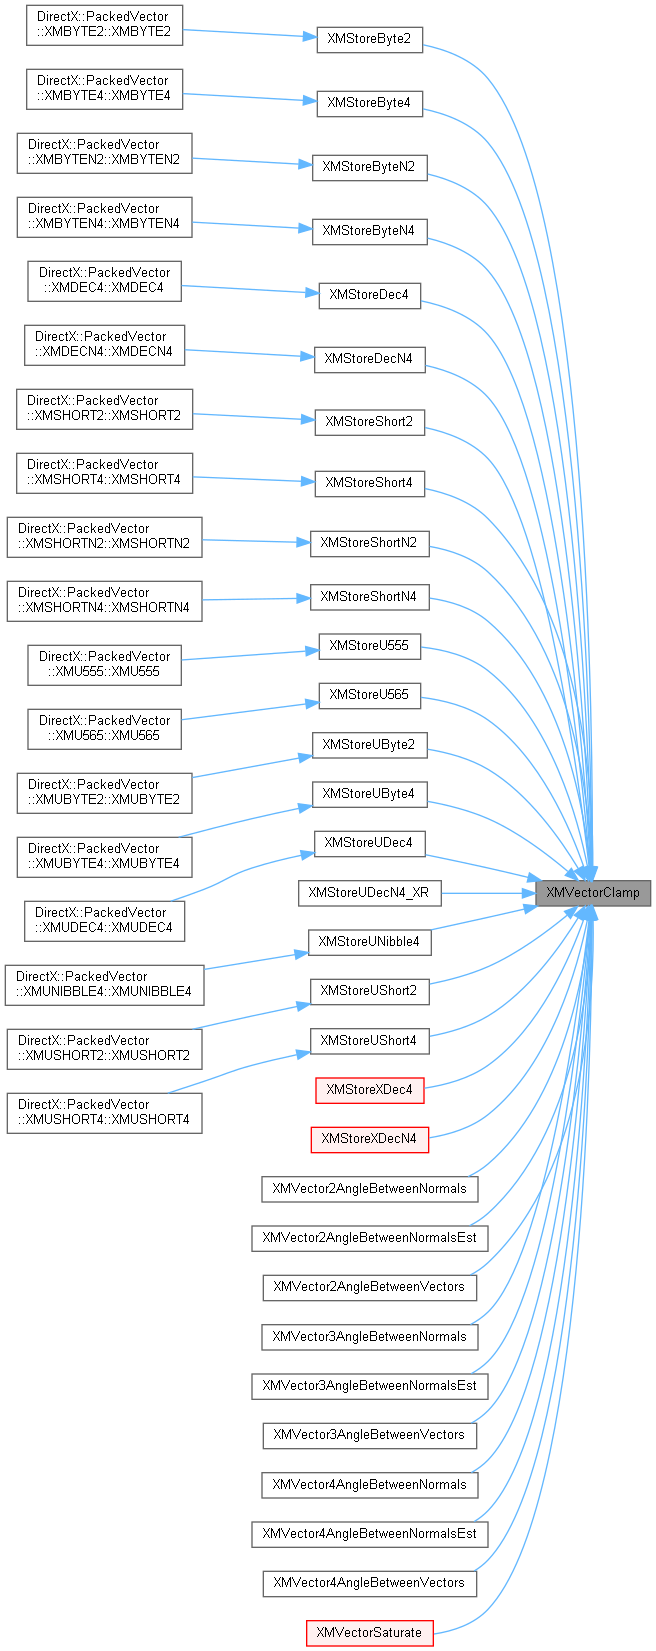 DirectX::PackedVector
::XMBYTE2::XMBYTE2
XMStoreByte2
DirectX::PackedVector
::XMBYTE4::XMBYTE4
XMStoreByte4
DirectX::PackedVector
::XMBYTEN2::XMBYTEN2
XMStoreByteN2
DirectX::PackedVector
::XMBYTEN4::XMBYTEN4
XMStoreByteN4
DirectX::PackedVector
::XMDEC4::XMDEC4
XMStoreDec4
DirectX::PackedVector
::XMDECN4::XMDECN4
XMStoreDecN4
DirectX::PackedVector
::XMSHORT2::XMSHORT2
XMStoreShort2
DirectX::PackedVector
::XMSHORT4::XMSHORT4
XMStoreShort4
DirectX::PackedVector
::XMSHORTN2::XMSHORTN2
XMStoreShortN2
DirectX::PackedVector
::XMSHORTN4::XMSHORTN4
XMStoreShortN4
DirectX::PackedVector
::XMU555::XMU555
XMStoreU555
DirectX::PackedVector
::XMU565::XMU565
XMStoreU565
DirectX::PackedVector
::XMUBYTE2::XMUBYTE2
XMStoreUByte2
DirectX::PackedVector
::XMUBYTE4::XMUBYTE4
XMStoreUByte4
DirectX::PackedVector
::XMUDEC4::XMUDEC4
XMStoreUDec4
XMStoreUDecN4_XR
XMVectorClamp
DirectX::PackedVector
::XMUNIBBLE4::XMUNIBBLE4
XMStoreUNibble4
DirectX::PackedVector
::XMUSHORT2::XMUSHORT2
XMStoreUShort2
DirectX::PackedVector
::XMUSHORT4::XMUSHORT4
XMStoreUShort4
XMStoreXDec4
XMStoreXDecN4
XMVector2AngleBetweenNormals
XMVector2AngleBetweenNormalsEst
XMVector2AngleBetweenVectors
XMVector3AngleBetweenNormals
XMVector3AngleBetweenNormalsEst
XMVector3AngleBetweenVectors
XMVector4AngleBetweenNormals
XMVector4AngleBetweenNormalsEst
XMVector4AngleBetweenVectors
XMVectorSaturate